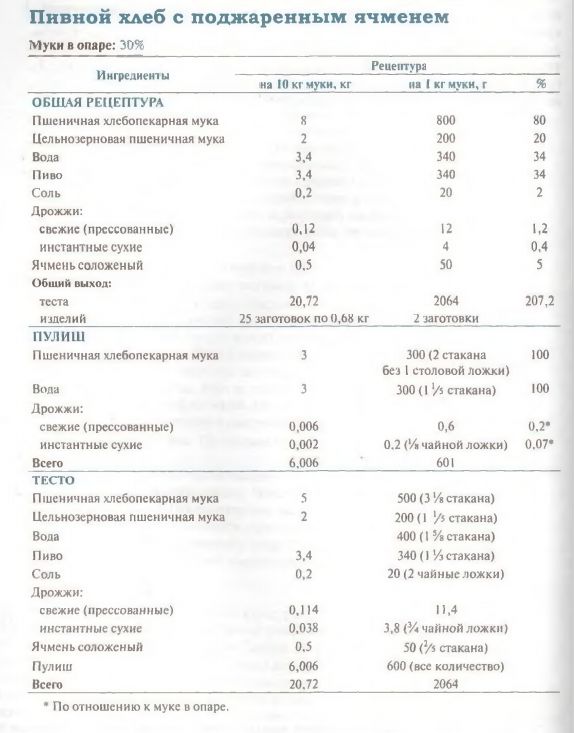 Пивной хлеб с поджаренным ячменем
Муки в опаре: 30%
Ингредиенты Рецептура
на 10 кг муки, кг на 1 кг муки, г %
ОБЩАЯ РЕЦЕПТУРА
Пшеничная хлебопекарная мука 8 800 80
Цельнозерновая пшеничная мука 2 200 20
Вода 3,4 340 34
Пиво 3,4 340 34
Соль 0,2 20 2
Дрожжи:
свежие (прессованные) 0,12 12 1,2
инстантные сухие 0,04 4 0,4
Ячмень соложеный 0,5 50 5
Общий выход:
теста 20,72 2064 207,2
изделий 25 заготовок по 0,68 кг 2 заготовки
ПУЛИШ
Пшеничная хлебопекарная мука 3 300 (2 стакана 100
без 1 столовой ложки)
Вода 3 300 (1 1/5 стакана) 100
Дрожжи:
свежие (прессованные) 0,006 0,6 0,2*
инстантные сухие 0,002 0,2 (1/8 чайной ложки) 0,07*
Всего 6,006 601
ТЕСТО
Пшеничная хлебопекарная мука 5 500 (3 1/8 стакана)
Цельнозерновая пшеничная мука 2 200 (1 1/5 стакана)
Вода 400 (1 5/8 стакана)
Пиво 3,4 340 (1 1/3 стакана)
Соль 0,2 20 (2 чайные ложки)
Дрожжи:
свежие (прессованные) 0,114 11,4
инстантные сухие 0,038 3,8 (3/4 чайной ложки)
Ячмень соложеный 0,5 50 (2/5 стакана)
Пулиш 6,006 600 (все количество)
Всего 20,72 2064
* По отношению к муке в опаре.